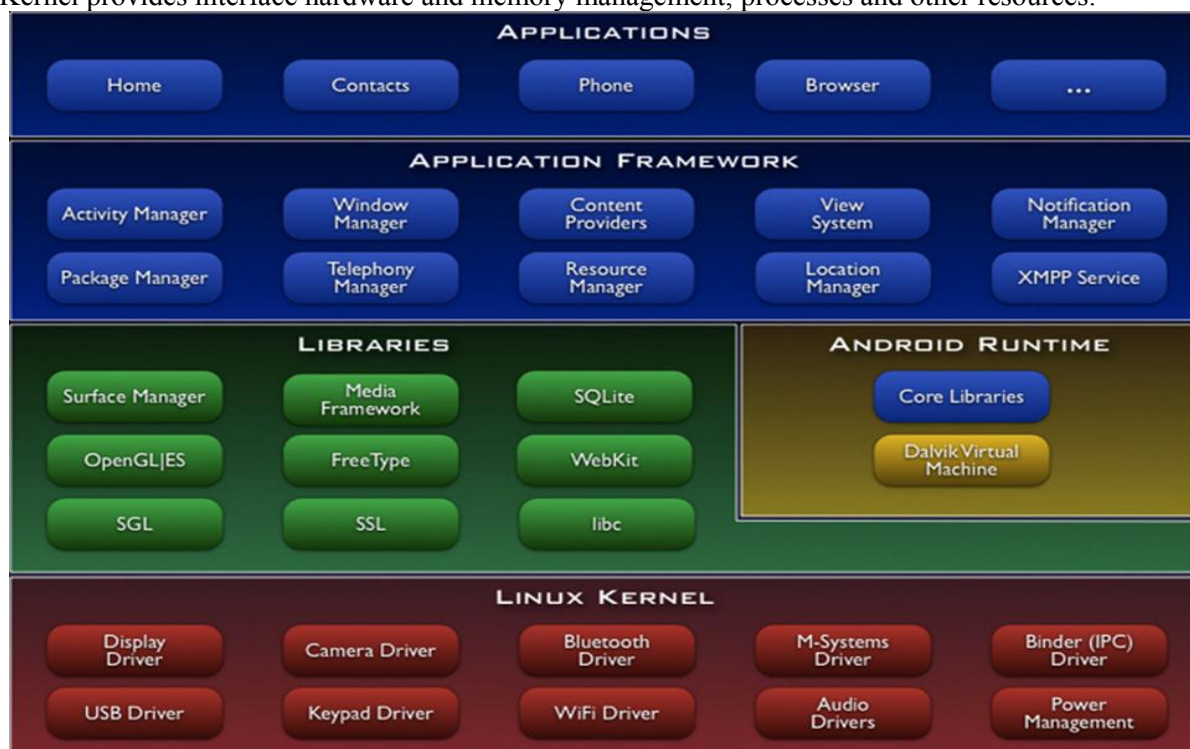 Kernel provides interface hardware and memory management, processes and other resources.
APPLICATIONS
Home
Contacts
Phone
Browser
...
APPLICATION FRAMEWORK
Activity Manager
Window
Manager
Content
Providers
View
System
Notification
Manager
Package Manager
Telephony
Manager
Resource
Manager
Location
Manager
XMPP Service
LIBRARIES
Surface Manager
Media
Framework
SQLite
OpenGL|ES
FreeType
WebKit
SGL
SSL
libc
ANDROID RUNTIME
Core Libraries
Dalvik Virtual
Machine
LINUX KERNEL
Display
Driver
Camera Driver
Bluetooth
Driver
M-Systems
Driver
Binder (IPC)
Driver
USB Driver
Keypad Driver
WiFi Driver
Audio
Drivers
Power
Management